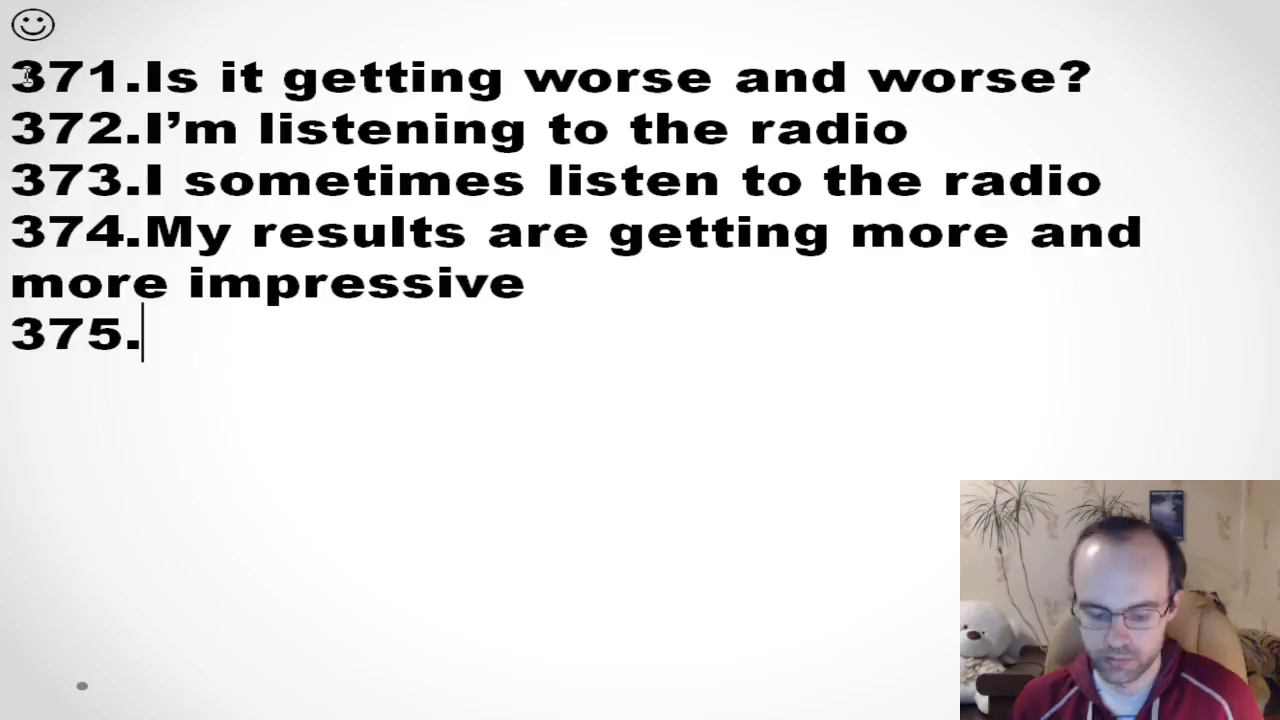 371.Is it getting worse and worse?
372.I’m listening to the radio
373.I sometimes listen to the radio
374.My results are getting more and
more impressive
375.